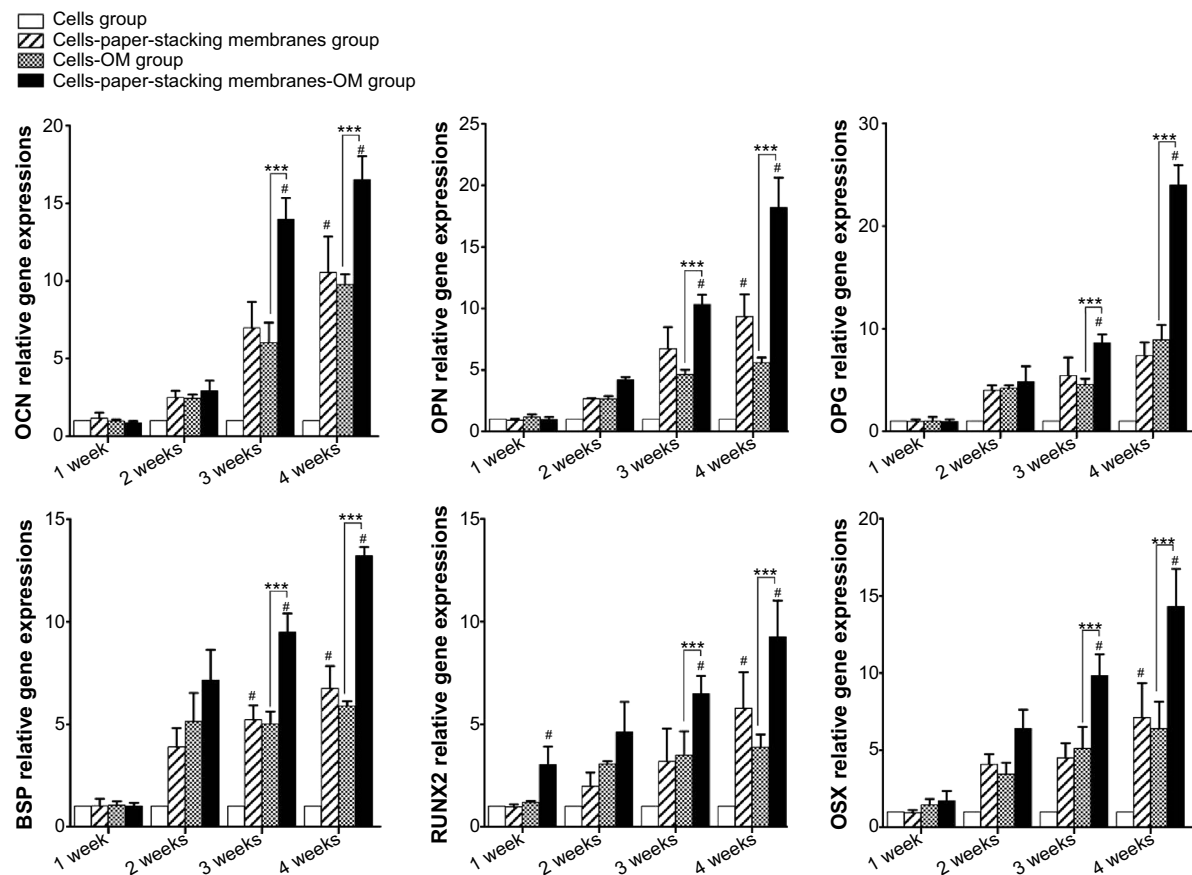 Cells group
Cells-paper-stacking membranes group
Cells-OM group
Cells-paper-stacking membranes-OM group
OCN relative gene expressions
20
15
10
5
0
***
#
#
***
#
1 week
2 weeks
3 weeks
4 weeks
OPN relative gene expressions
25
20
15
10
5
0
***
#
#
***
#
1 week
2 weeks
3 weeks
4 weeks
OPG relative gene expressions
30
20
10
0
***
#
***
#
1 week
2 weeks
3 weeks
4 weeks
BSP relative gene expressions
15
10
5
0
#
***
#
#
***
#
1 week
2 weeks
3 weeks
4 weeks
RUNX2 relative gene expressions
15
10
5
0
#
***
#
#
***
#
1 week
2 weeks
3 weeks
4 weeks
OSX relative gene expressions
20
15
10
5
0
***
#
#
***
#
1 week
2 weeks
3 weeks
4 weeks